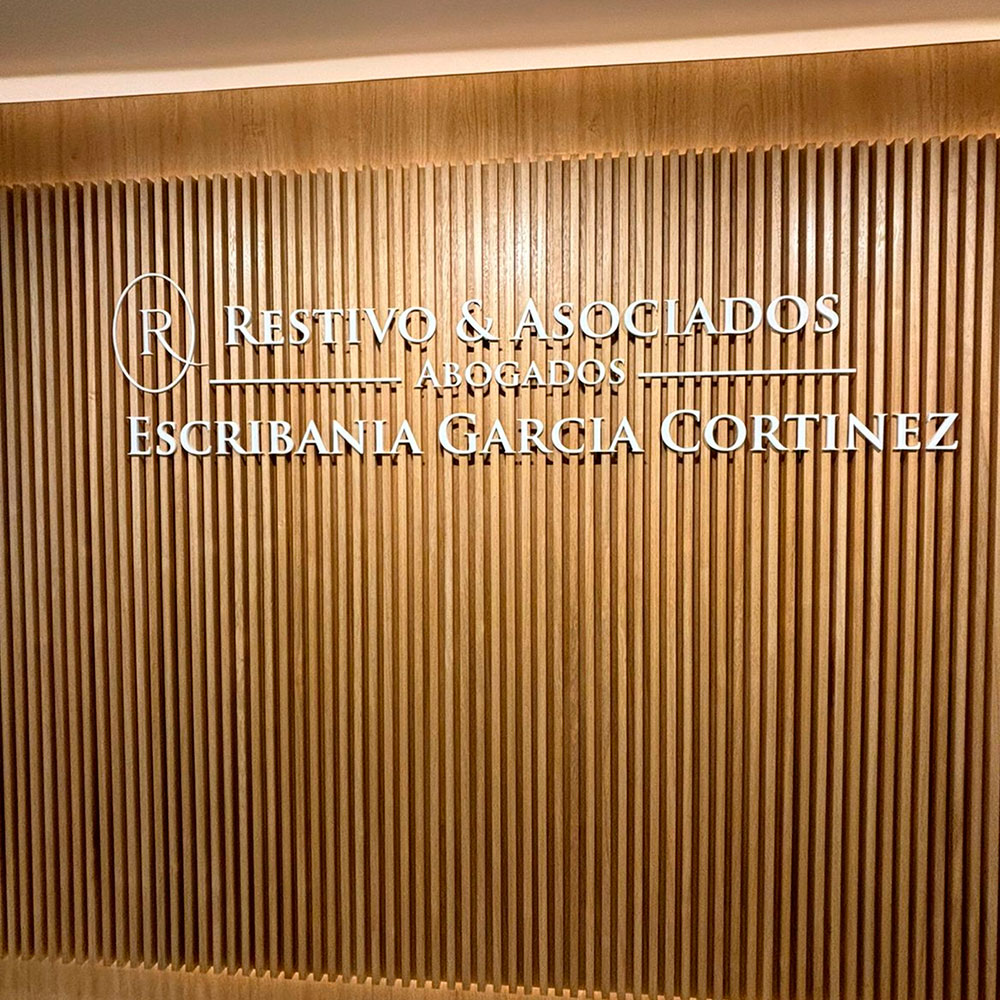 R RESTIVO & ASOCIADOS
ABOGADOS
ESCRIBANIA GARCIA CORTINEZ